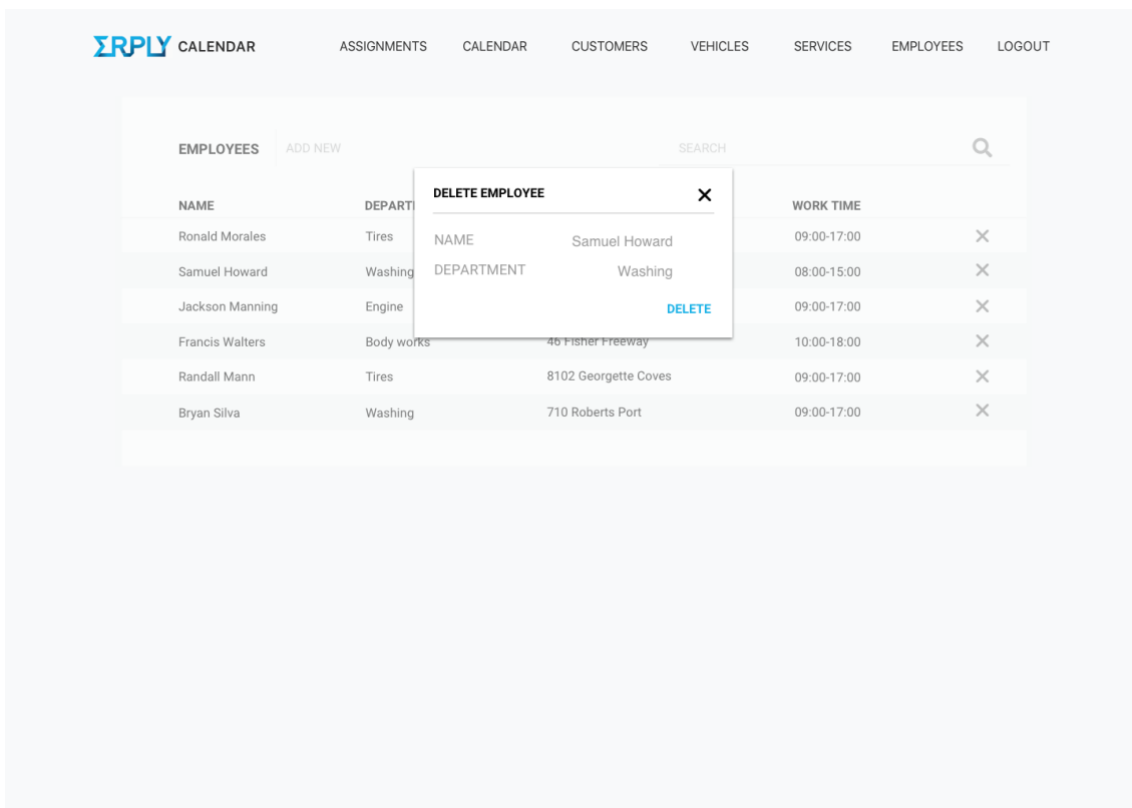 ERPLY CALENDAR ASSIGNMENTS CALENDAR CUSTOMERS VEHICLES SERVICES EMPLOYEES LOGOUT
EMPLOYEES ADD NEW SEARCH
DELETE EMPLOYEE
NAME DEPARTI WORK TIME
Ronald Morales Tires 09:00-17:00
NAME Samuel Howard
Samuel Howard Washing 08:00-15:00
DEPARTMENT Washing
Jackson Manning Engine 09:00-17:00
DELETE
Francis Walters Body works 46 Fisher Freeway 10:00-18:00
Randall Mann Tires 8102 Georgette Coves 09:00-17:00
Bryan Silva Washing 710 Roberts Port 09:00-17:00